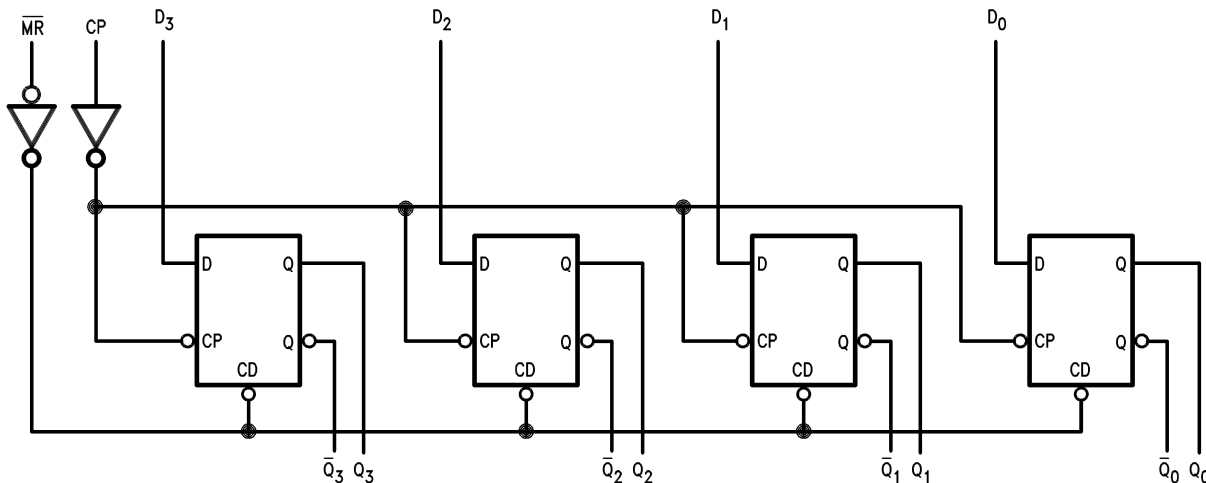 M̅R̅ CP D₃ D₂ D₁ D₀
D Q D Q D Q D Q
CP Q CP Q CP Q CP Q
CD CD CD CD
Q̅₃ Q₃ Q̅₂ Q₂ Q̅₁ Q₁ Q̅₀ Q₀